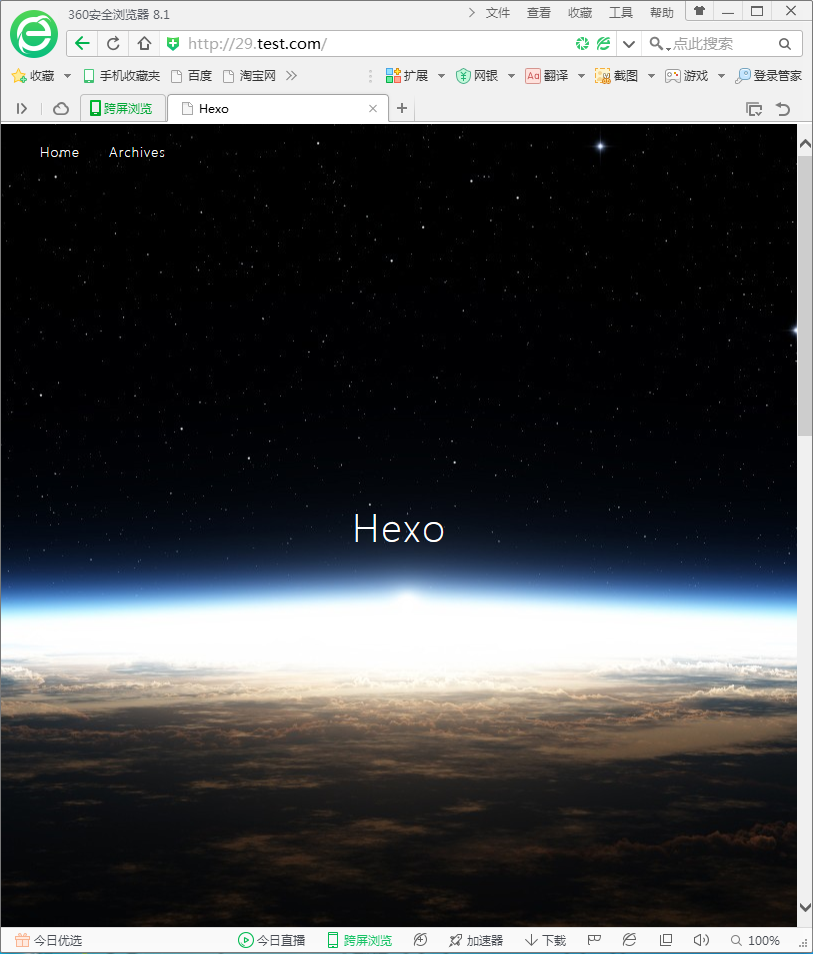 360安全浏览器 8.1
文件 查看 收藏 工具 帮助
http://29.test.com/ 点此搜索
收藏 手机收藏夹 百度 淘宝网 扩展 网银 Aa 翻译 截图 游戏 登录管家
跨屏浏览 Hexo
Home Archives
Hexo
今日优选 今日直播 跨屏浏览 加速器 下载 100%